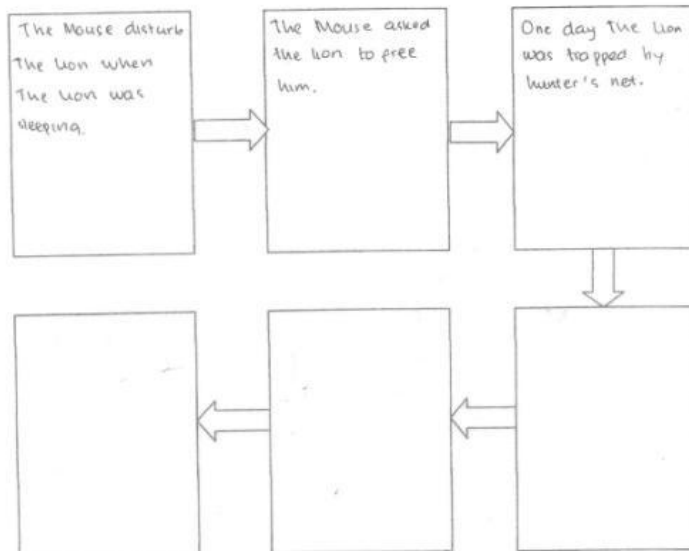 The Mouse disturb
The Lion when
The Lion was
sleeping.
The Mouse asked
the lion to free
him.
One day The Lion
was trapped by
hunter's net.